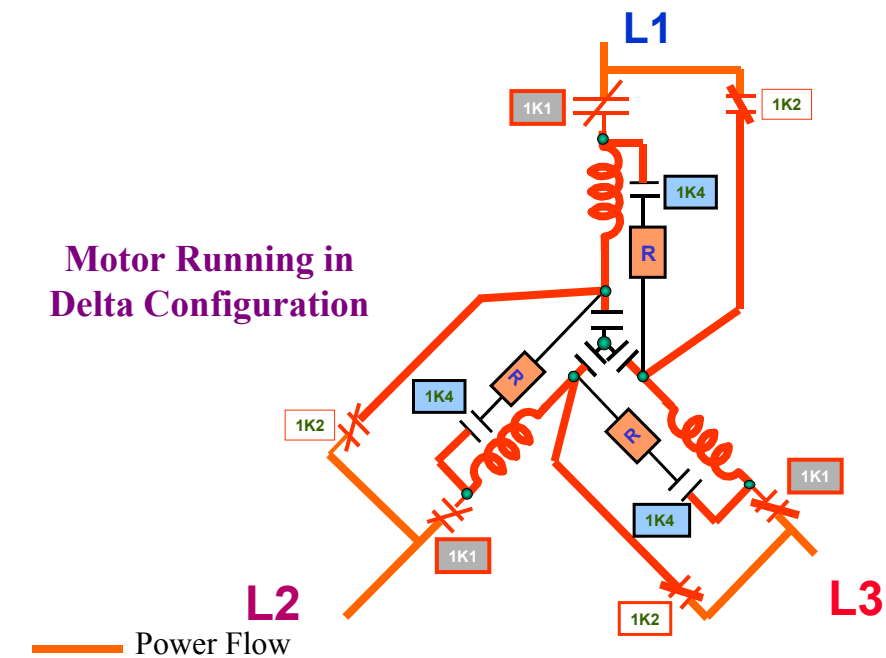 L1
1K1
1K2
1K4
R
Motor Running in
Delta Configuration
R
1K4
1K2
R
1K1
1K4
1K1
1K2
L2
L3
Power Flow